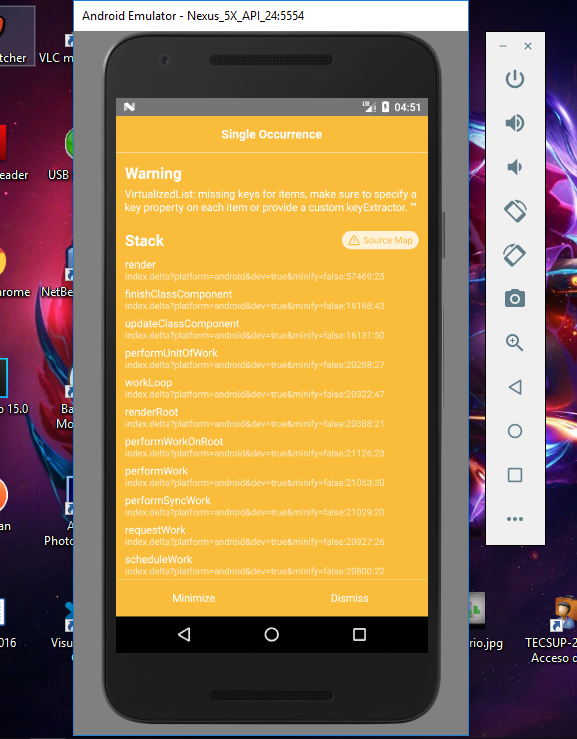 Android Emulator - Nexus_5X_API_24:5554
tcher
VLC m
eader
USB
hrome
NetBe
o 15.0
Ba
Mo
an
A
Photo
2016
Visu
rio.jpg
TECSUP-2
Acceso d
LTE
04:51
Single Occurrence
Warning
VirtualizedList: missing keys for items, make sure to specify a
key property on each item or provide a custom keyExtractor. ""
Stack
Source Map
render
index.delta?platform=android&dev=true&minify=false:57469:25
finishClassComponent
index.delta?platform=android&dev=true&minify=false:16168:43
updateClassComponent
index.delta?platform=android&dev=true&minify=false:16131:50
performUnitOfWork
index.delta?platform=android&dev=true&minify=false:20288:27
workLoop
index.delta?platform=android&dev=true&minify=false:20322:47
renderRoot
index.delta?platform=android&dev=true&minify=false:20388:21
performWorkOnRoot
index.delta?platform=android&dev=true&minify=false:21126:23
performWork
index.delta?platform=android&dev=true&minify=false:21053:30
performSyncWork
index.delta?platform=android&dev=true&minify=false:21029:20
requestWork
index.delta?platform=android&dev=true&minify=false:20927:26
scheduleWork
index.delta?platform=android&dev=true&minify=false:20800:22
Minimize
Dismiss